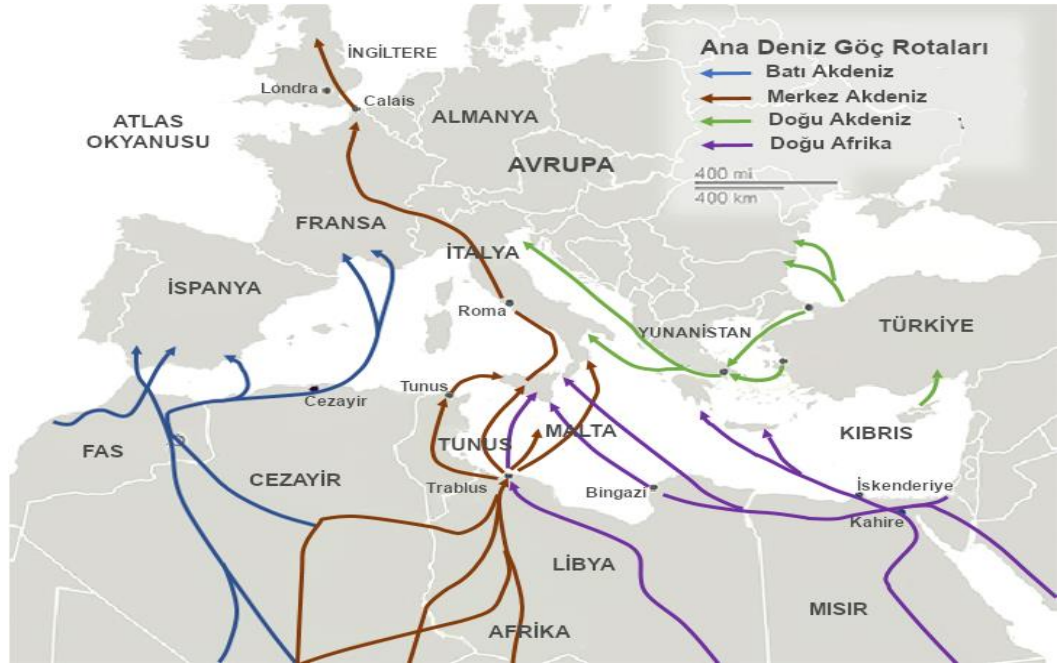 Ana Deniz Göç Rotaları
Batı Akdeniz
Merkez Akdeniz
Doğu Akdeniz
Doğu Afrika
400 mi
400 km
İNGİLTERE
Lóndra
Calais
ATLAS
OKYANUSU
ALMANYA
AVRUPA
FRANSA
İTALYA
İSPANYA
Roma
YUNANİSTAN
TÜRKİYE
Tunus
Cezayir
FAS
TUNUS
MALTA
KIBRIS
CEZAYİR
Trablus
Bingazi
İskenderiye
Kahire
LİBYA
MISIR
AFRİKA